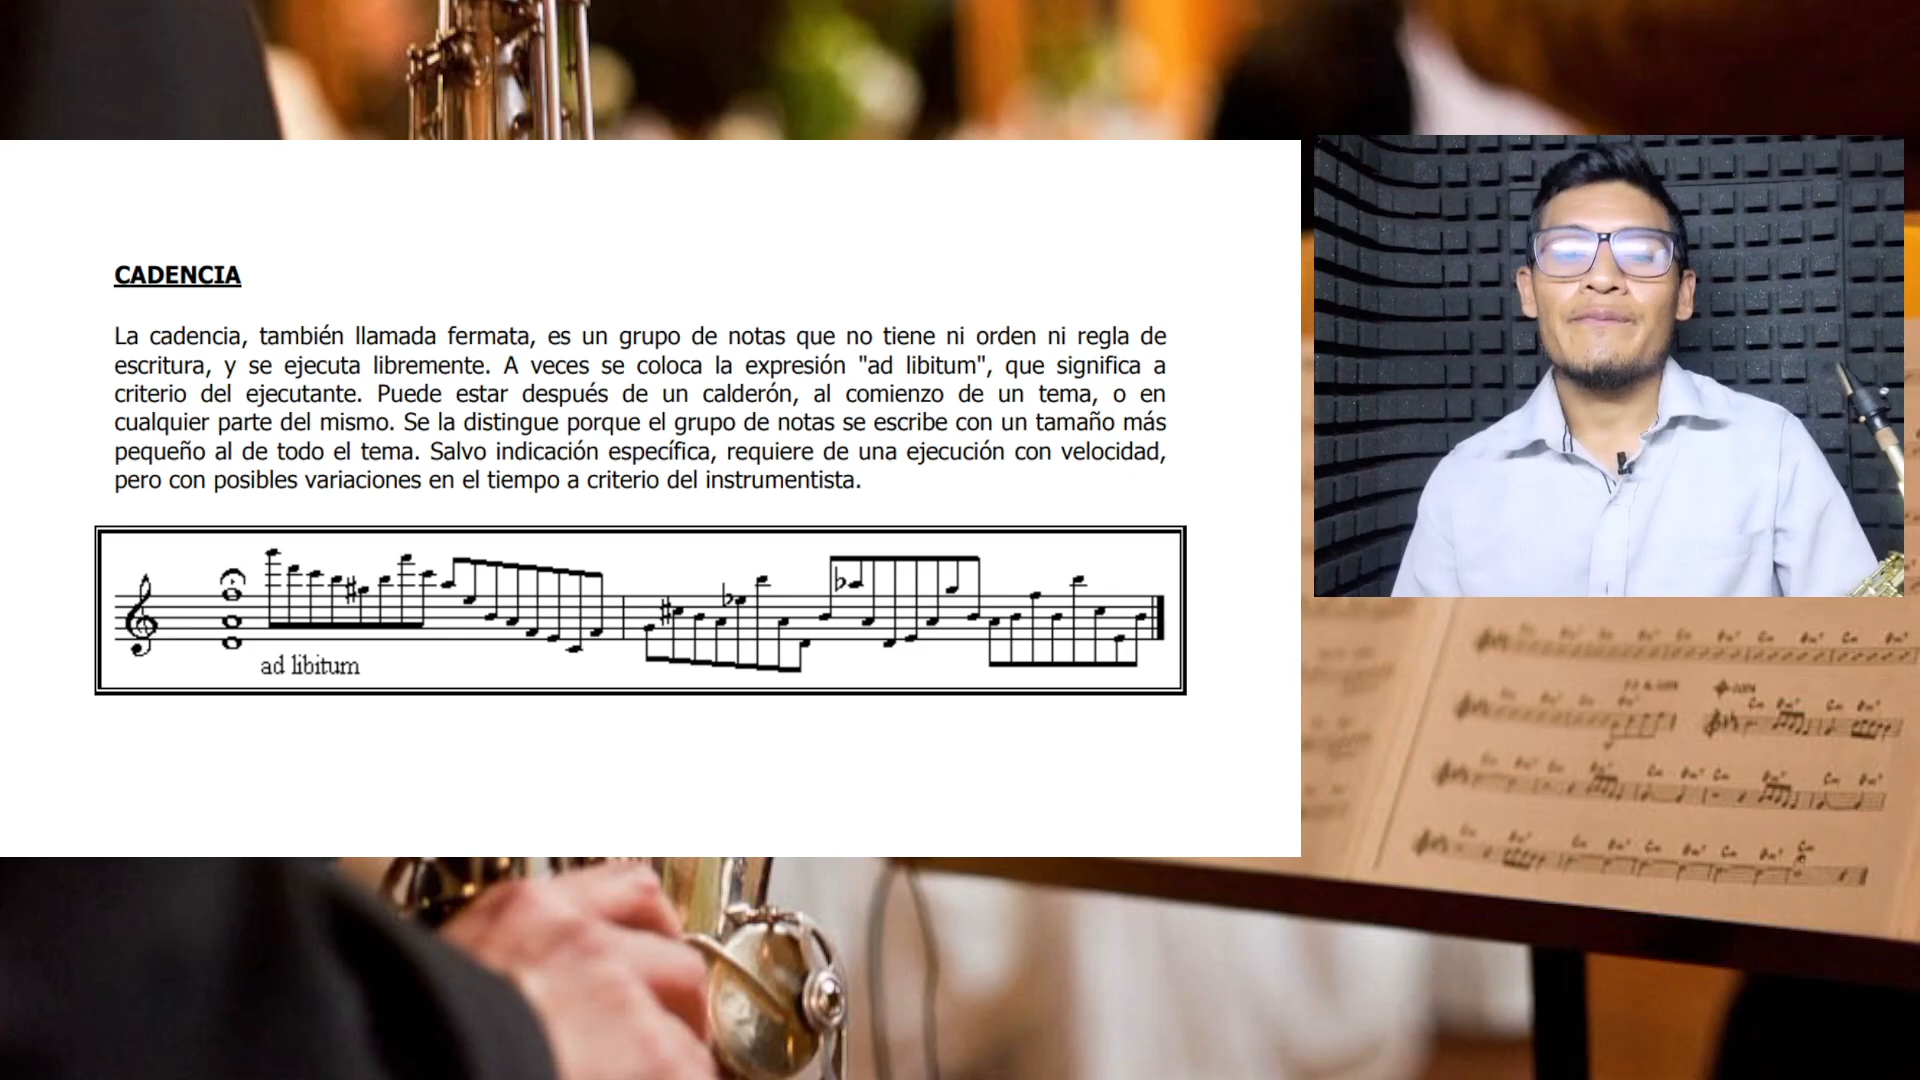 CADENCIA
La cadencia, también llamada fermata, es un grupo de notas que no tiene ni orden ni regla de
escritura, y se ejecuta libremente. A veces se coloca la expresión "ad libitum", que significa a
criterio del ejecutante. Puede estar después de un calderón, al comienzo de un tema, o en
cualquier parte del mismo. Se la distingue porque el grupo de notas se escribe con un tamaño más
pequeño al de todo el tema. Salvo indicación específica, requiere de una ejecución con velocidad,
pero con posibles variaciones en el tiempo a criterio del instrumentista.
ad libitum